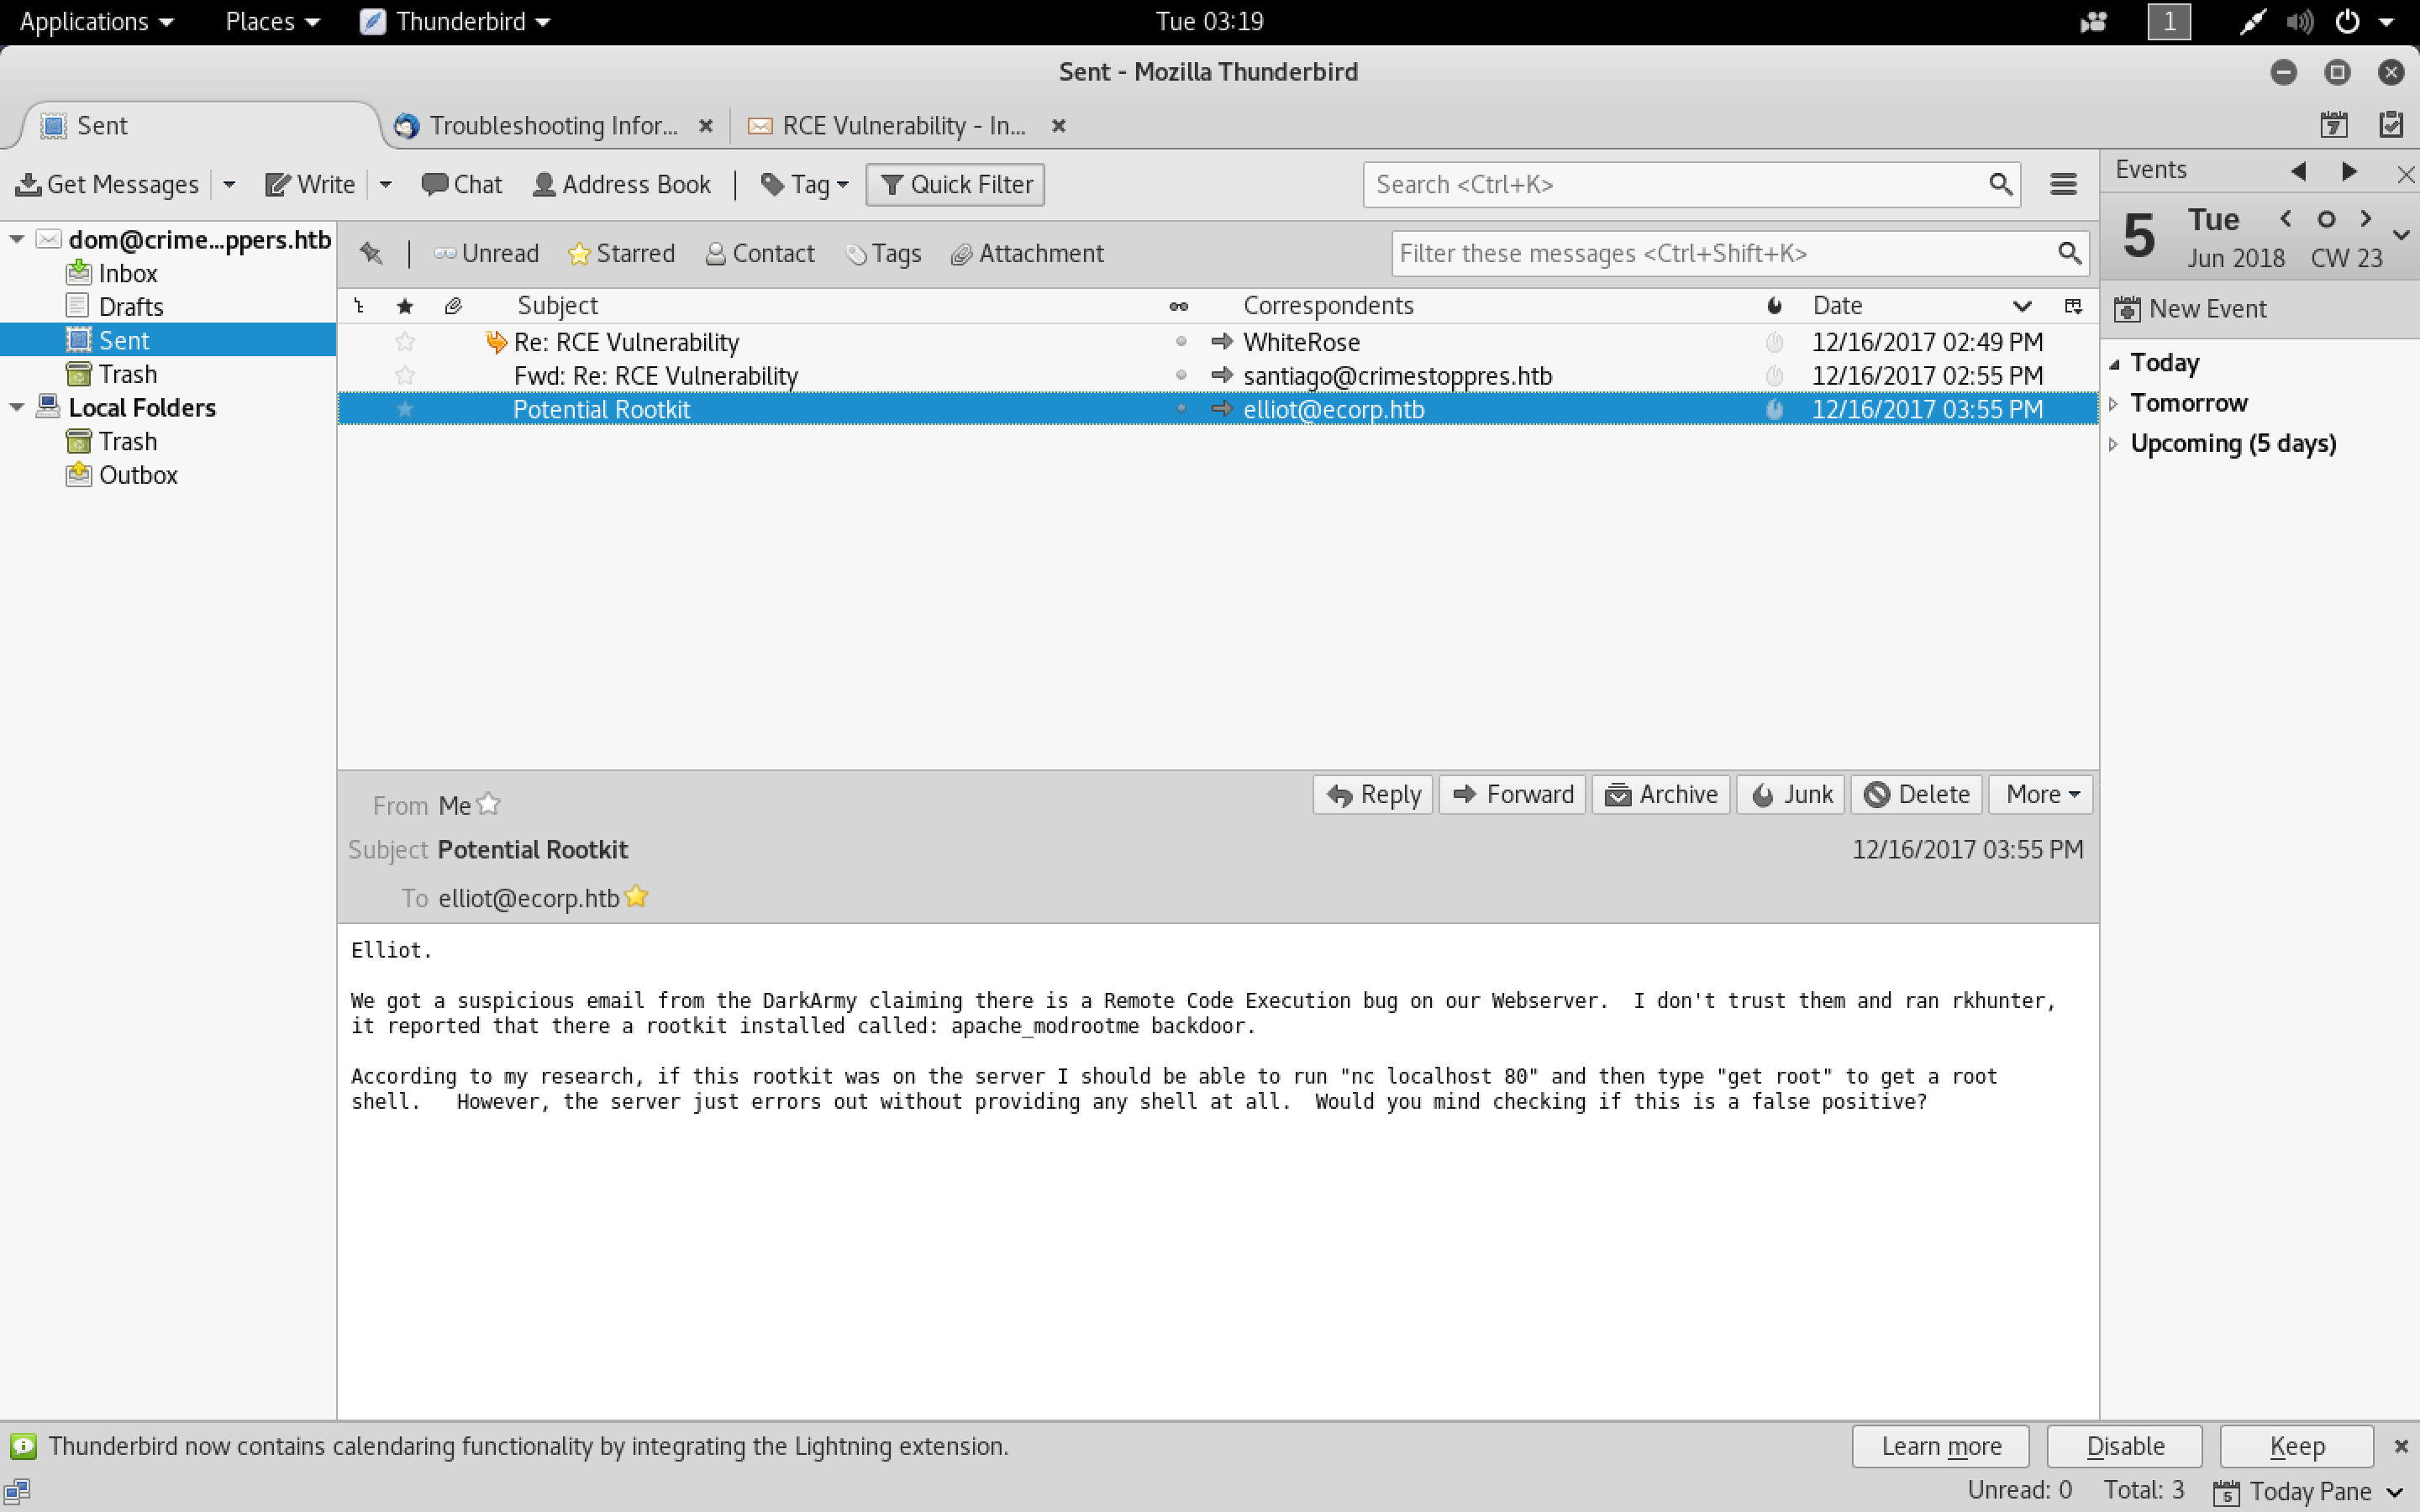 Applications Places Thunderbird Tue 03:19 1
Sent - Mozilla Thunderbird
Sent Troubleshooting Infor... RCE Vulnerability - In... 7
Get Messages Write Chat Address Book Tag Quick Filter Search <Ctrl+K>
dom@crime...ppers.htb
Inbox
Drafts
Sent
Trash
Local Folders
Trash
Outbox
Unread Starred Contact Tags Attachment Filter these messages <Ctrl+Shift+K>
Subject Correspondents Date
Re: RCE Vulnerability WhiteRose 12/16/2017 02:49 PM
Fwd: Re: RCE Vulnerability santiago@crimestoppres.htb 12/16/2017 02:55 PM
Potential Rootkit elliot@ecorp.htb 12/16/2017 03:55 PM
From Me Reply Forward Archive Junk Delete More
Subject Potential Rootkit 12/16/2017 03:55 PM
To elliot@ecorp.htb
Elliot.
We got a suspicious email from the DarkArmy claiming there is a Remote Code Execution bug on our Webserver.  I don't trust them and ran rkhunter,
it reported that there a rootkit installed called: apache_modrootme backdoor.
According to my research, if this rootkit was on the server I should be able to run "nc localhost 80" and then type "get root" to get a root
shell.   However, the server just errors out without providing any shell at all.  Would you mind checking if this is a false positive?
Events
5 Tue
Jun 2018 CW 23
New Event
Today
Tomorrow
Upcoming (5 days)
Thunderbird now contains calendaring functionality by integrating the Lightning extension. Learn more Disable Keep
Unread: 0 Total: 3 5 Today Pane